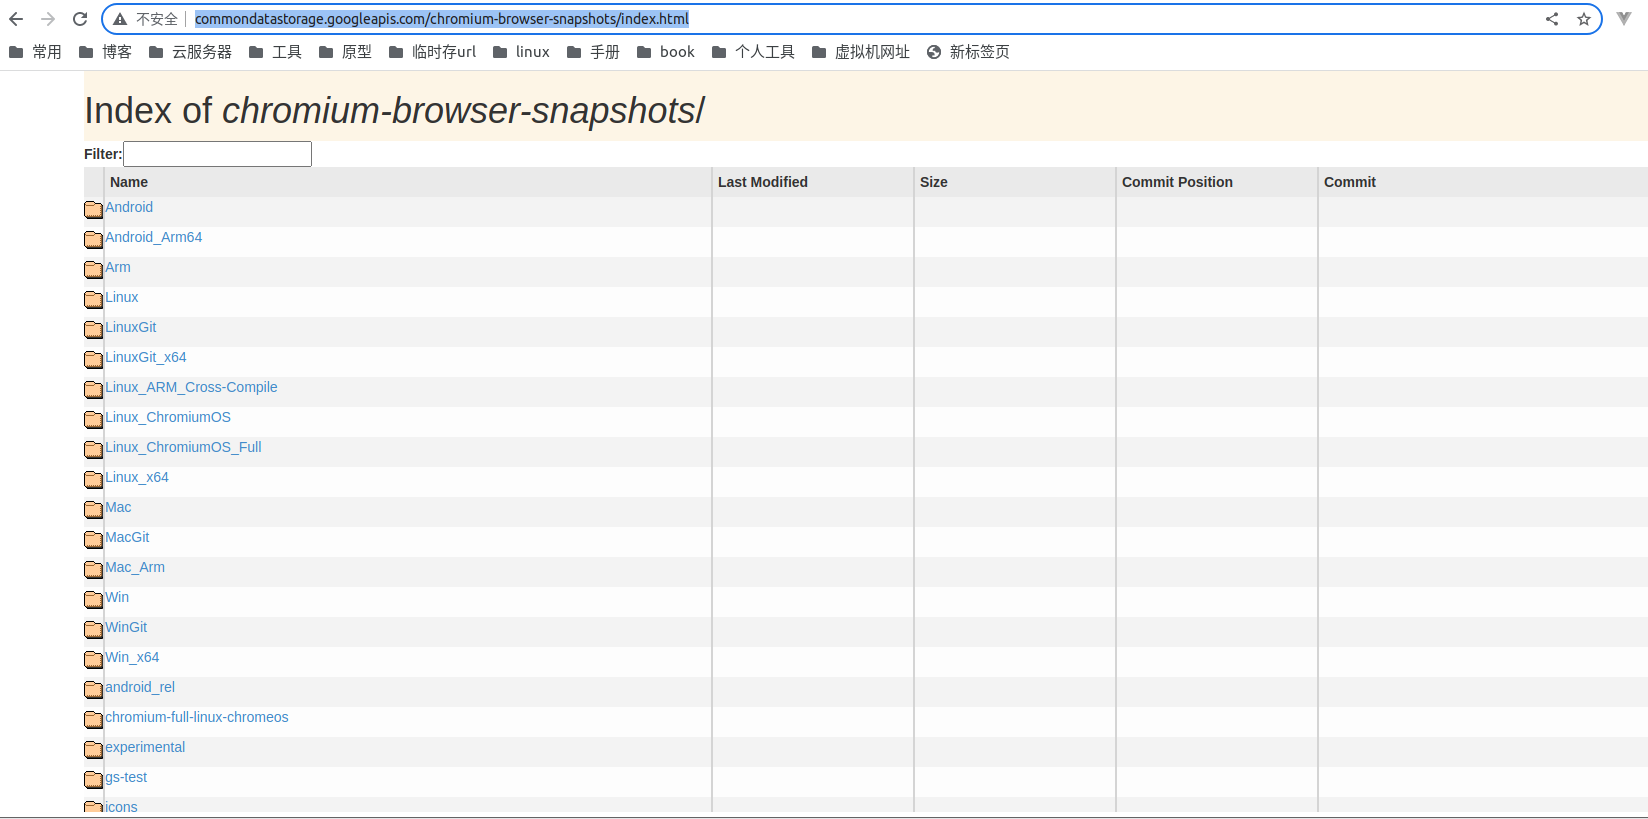 不安全 commondatastorage.googleapis.com/chromium-browser-snapshots/index.html
常用 博客 云服务器 工具 原型 临时存url linux 手册 book 个人工具 虚拟机网址 新标签页
Index of chromium-browser-snapshots/
Filter:
Name Last Modified Size Commit Position Commit
Android
Android_Arm64
Arm
Linux
LinuxGit
LinuxGit_x64
Linux_ARM_Cross-Compile
Linux_ChromiumOS
Linux_ChromiumOS_Full
Linux_x64
Mac
MacGit
Mac_Arm
Win
WinGit
Win_x64
android_rel
chromium-full-linux-chromeos
experimental
gs-test
icons